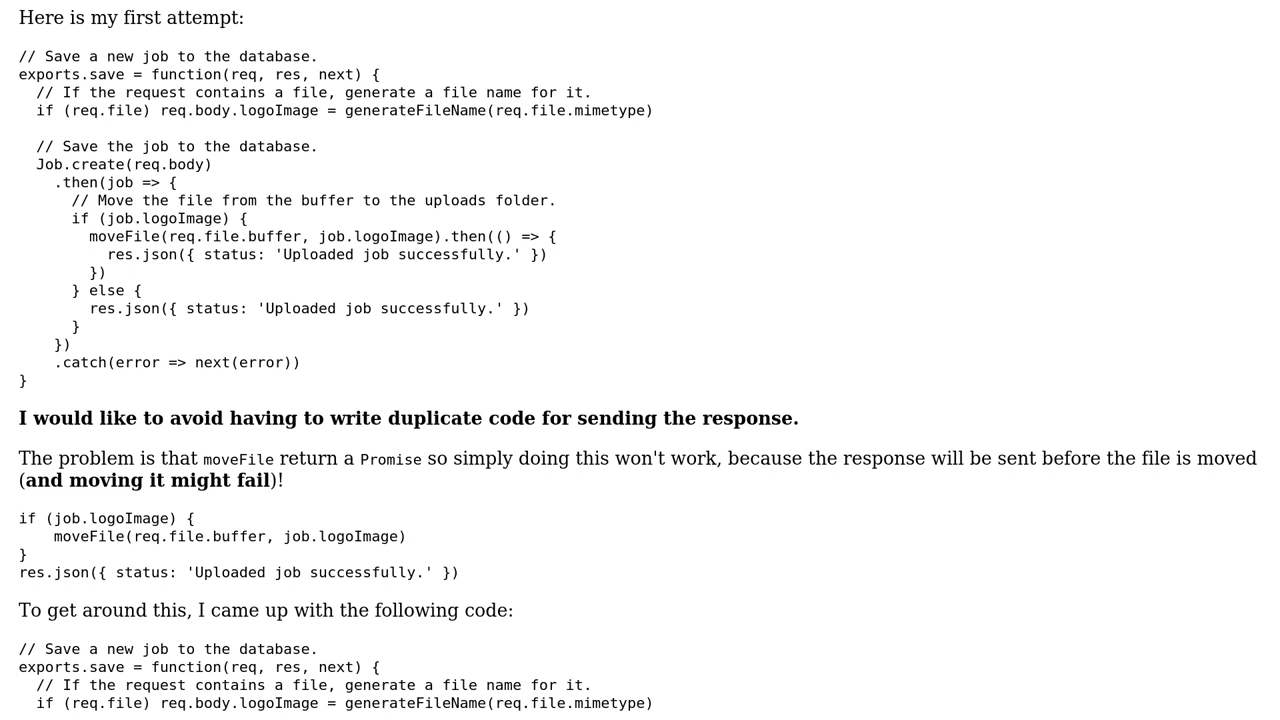 Here is my first attempt:
// Save a new job to the database.
exports.save = function(req, res, next) {
  // If the request contains a file, generate a file name for it.
  if (req.file) req.body.logoImage = generateFileName(req.file.mimetype)

  // Save the job to the database.
  Job.create(req.body)
    .then(job => {
      // Move the file from the buffer to the uploads folder.
      if (job.logoImage) {
        moveFile(req.file.buffer, job.logoImage).then(() => {
          res.json({ status: 'Uploaded job successfully.' })
        })
      } else {
        res.json({ status: 'Uploaded job successfully.' })
      }
    })
    .catch(error => next(error))
}
I would like to avoid having to write duplicate code for sending the response.
The problem is that moveFile return a Promise so simply doing this won't work, because the response will be sent before the file is moved
(and moving it might fail)!
if (job.logoImage) {
    moveFile(req.file.buffer, job.logoImage)
}
res.json({ status: 'Uploaded job successfully.' })
To get around this, I came up with the following code:
// Save a new job to the database.
exports.save = function(req, res, next) {
  // If the request contains a file, generate a file name for it.
  if (req.file) req.body.logoImage = generateFileName(req.file.mimetype)